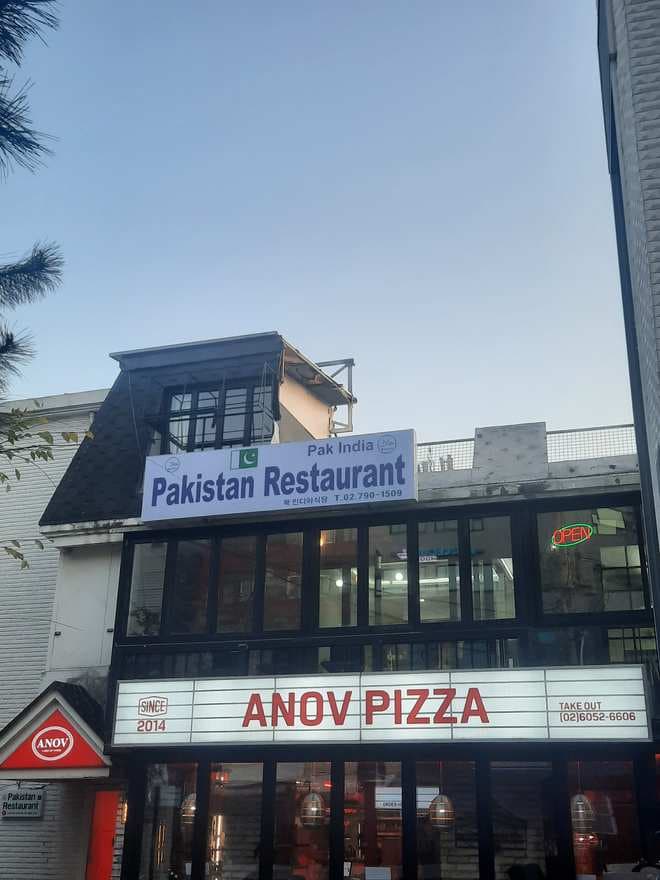 Pak India
Pakistan Restaurant
팍 인디아식당 T.02.790-1509
OPEN
SINCE
2014
ANOV PIZZA
TAKE OUT
(02)6052-6606
ANOV
Pakistan
Restaurant